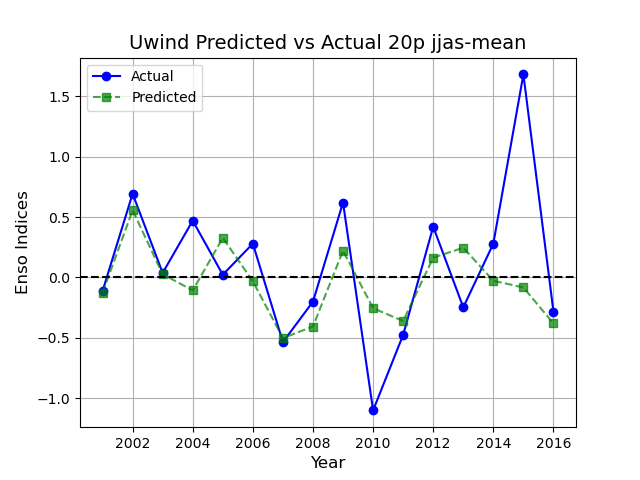 Uwind Predicted vs Actual 20p jjas-mean
Actual
Predicted
Enso Indices
1.5
1.0
0.5
0.0
−0.5
−1.0
2002 2004 2006 2008 2010 2012 2014 2016
Year